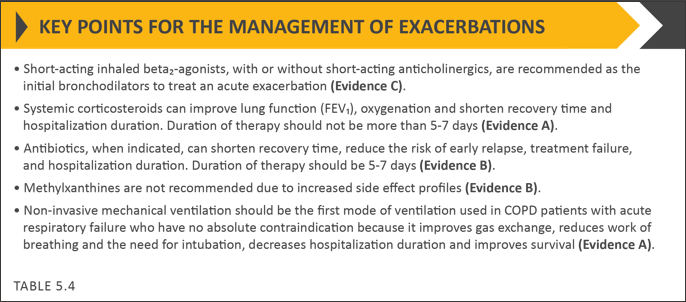 KEY POINTS FOR THE MANAGEMENT OF EXACERBATIONS
• Short-acting inhaled beta₂-agonists, with or without short-acting anticholinergics, are recommended as the
initial bronchodilators to treat an acute exacerbation (Evidence C).
• Systemic corticosteroids can improve lung function (FEV₁), oxygenation and shorten recovery time and
hospitalization duration. Duration of therapy should not be more than 5-7 days (Evidence A).
• Antibiotics, when indicated, can shorten recovery time, reduce the risk of early relapse, treatment failure,
and hospitalization duration. Duration of therapy should be 5-7 days (Evidence B).
• Methylxanthines are not recommended due to increased side effect profiles (Evidence B).
• Non-invasive mechanical ventilation should be the first mode of ventilation used in COPD patients with acute
respiratory failure who have no absolute contraindication because it improves gas exchange, reduces work of
breathing and the need for intubation, decreases hospitalization duration and improves survival (Evidence A).
TABLE 5.4